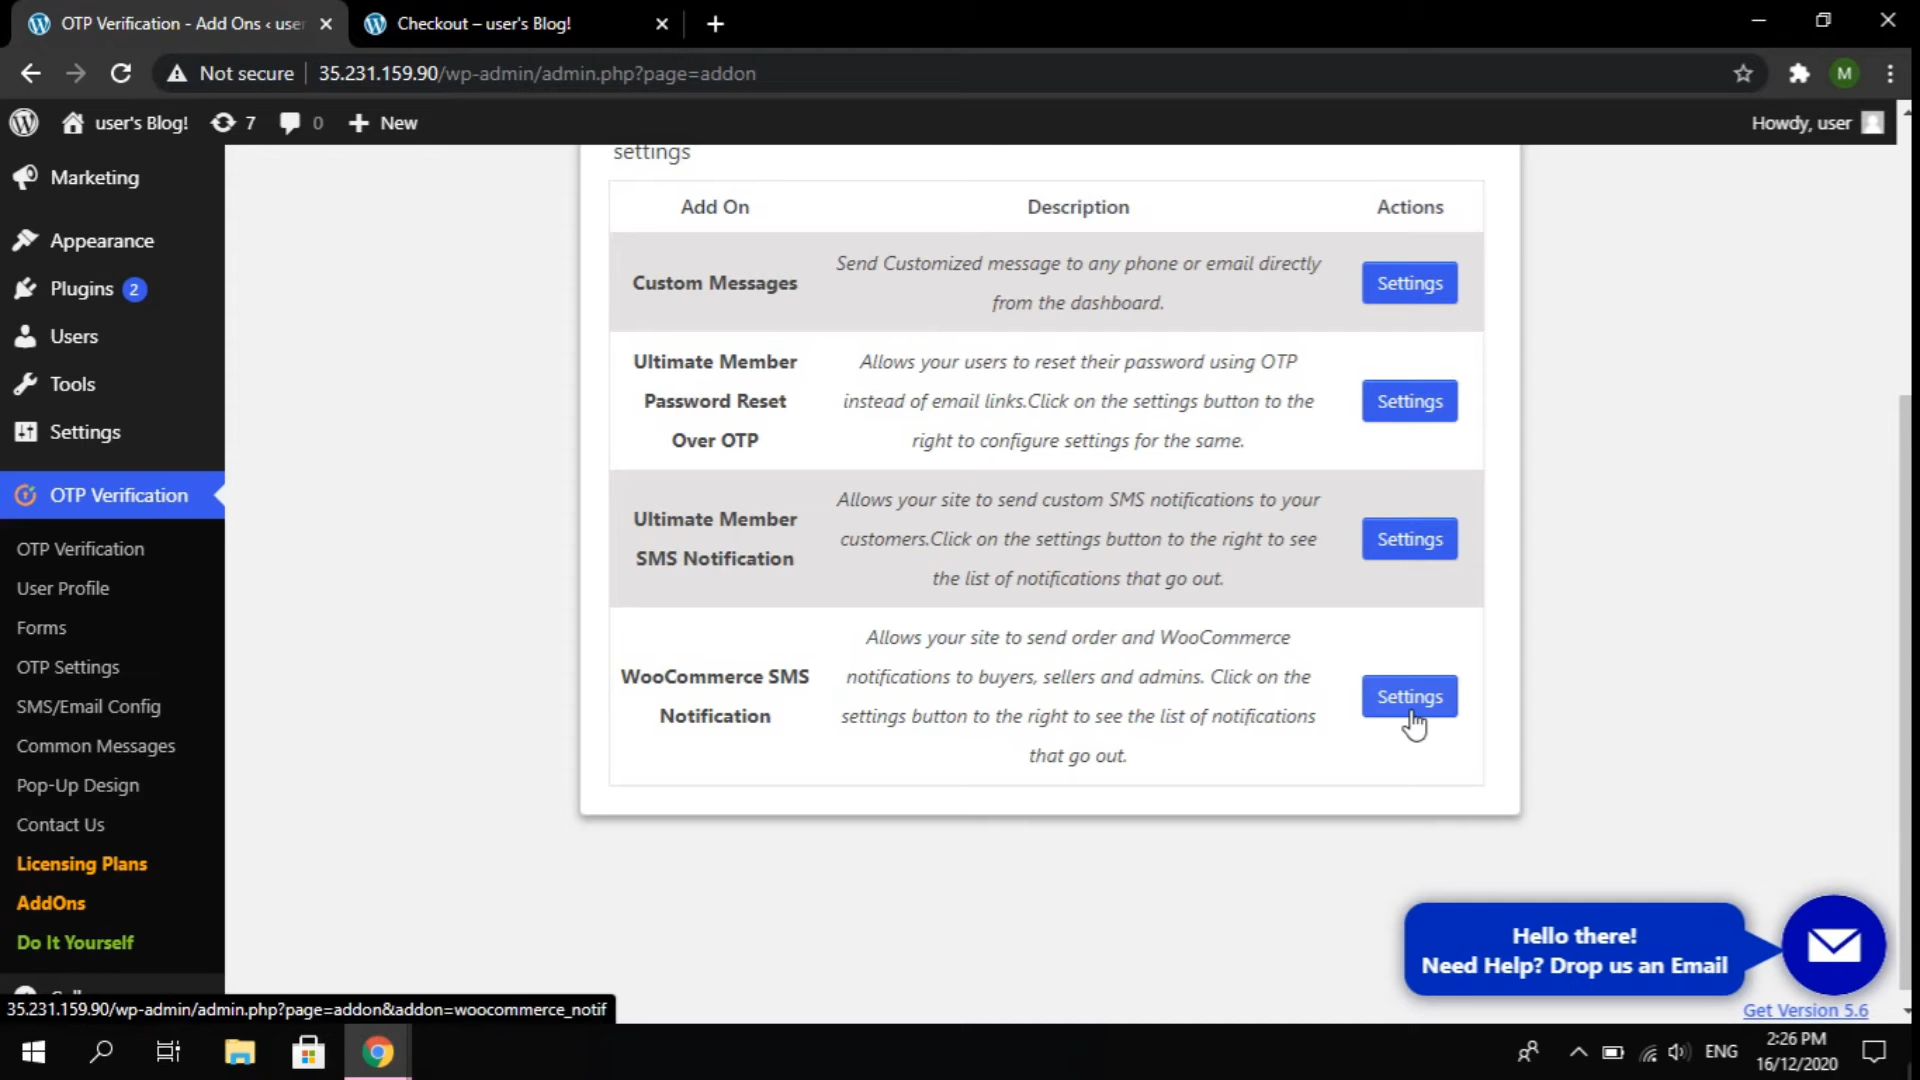 OTP Verification - Add Ons ‹ user
Checkout – user's Blog!
Not secure
35.231.159.90/wp-admin/admin.php?page=addon
M
user's Blog!
7
0
New
Howdy, user
Marketing
Appearance
Plugins 2
Users
Tools
Settings
OTP Verification
OTP Verification
User Profile
Forms
OTP Settings
SMS/Email Config
Common Messages
Pop-Up Design
Contact Us
Licensing Plans
AddOns
Do It Yourself
settings
Add On
Description
Actions
Custom Messages
Send Customized message to any phone or email directly
from the dashboard.
Settings
Ultimate Member
Password Reset
Over OTP
Allows your users to reset their password using OTP
instead of email links.Click on the settings button to the
right to configure settings for the same.
Settings
Ultimate Member
SMS Notification
Allows your site to send custom SMS notifications to your
customers.Click on the settings button to the right to see
the list of notifications that go out.
Settings
WooCommerce SMS
Notification
Allows your site to send order and WooCommerce
notifications to buyers, sellers and admins. Click on the
settings button to the right to see the list of notifications
that go out.
Settings
Hello there!
Need Help? Drop us an Email
Get Version 5.6
35.231.159.90/wp-admin/admin.php?page=addon&addon=woocommerce_notif
ENG
2:26 PM
16/12/2020